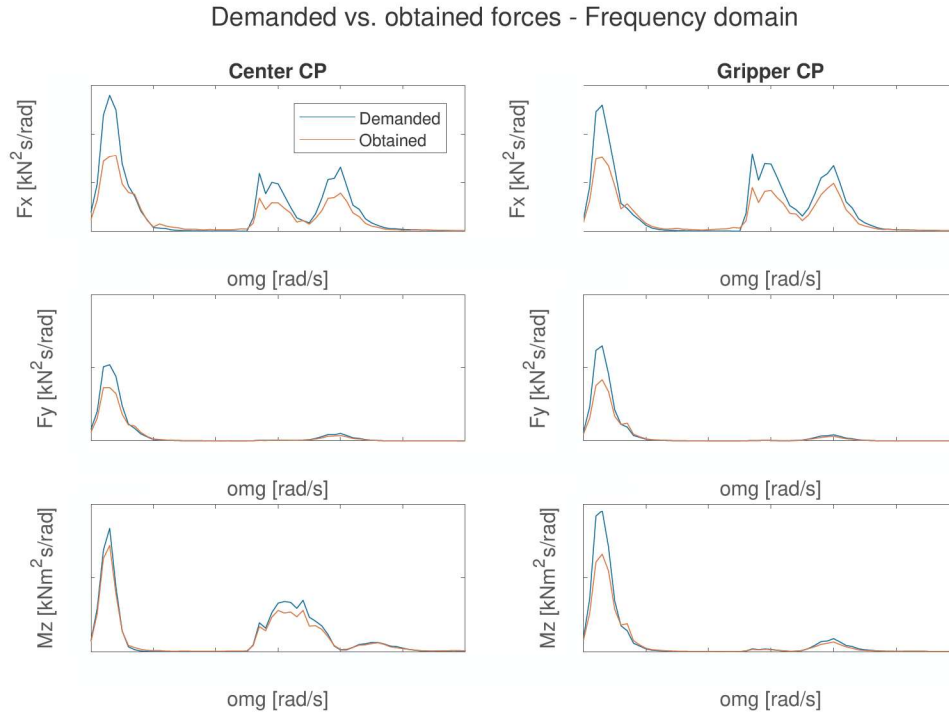 Demanded vs. obtained forces - Frequency domain
Center CP
Gripper CP
Fx [kN²s/rad]
Demanded
Obtained
Fx [kN²s/rad]
omg [rad/s]
omg [rad/s]
Fy [kN²s/rad]
Fy [kN²s/rad]
omg [rad/s]
omg [rad/s]
Mz [kNm²s/rad]
Mz [kNm²s/rad]
omg [rad/s]
omg [rad/s]